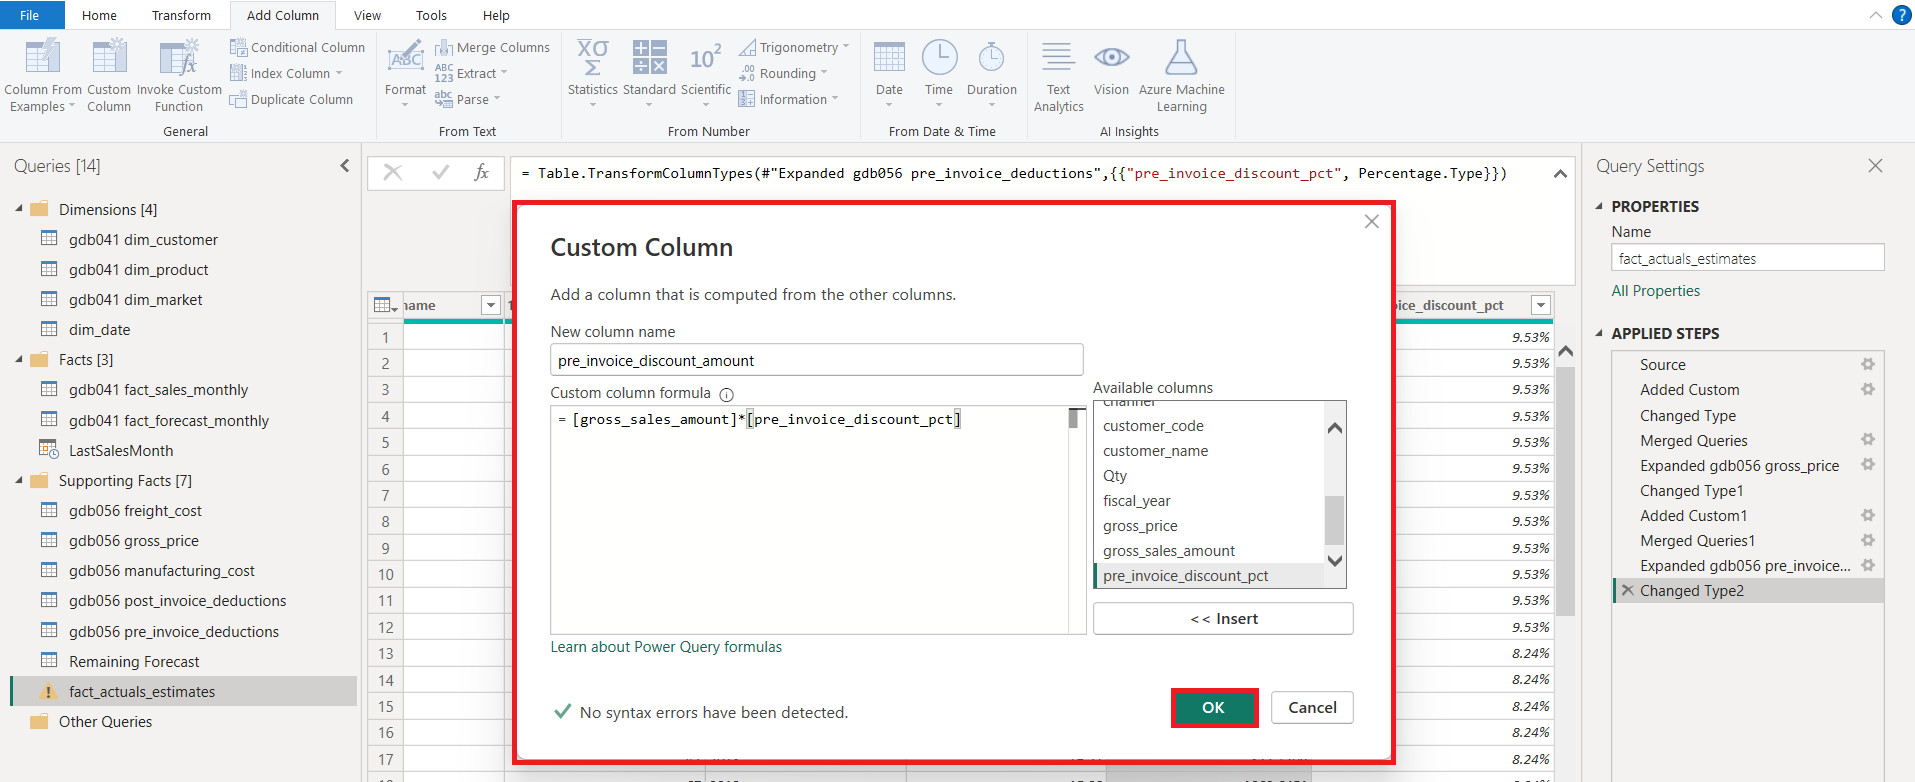 File
Home
Transform
Add Column
View
Tools
Help
Column From
Examples
Custom
Column
Invoke Custom
Function
Conditional Column
Index Column
Duplicate Column
General
ABC
Format
Merge Columns
ABC
123
Extract
abc
Parse
From Text
XΣσ
Statistics
Standard
10²
Scientific
Trigonometry
.00
→.0
Rounding
Information
From Number
Date
Time
Duration
From Date & Time
Text
Analytics
Vision
Azure Machine
Learning
AI Insights
Queries [14]
Dimensions [4]
gdb041 dim_customer
gdb041 dim_product
gdb041 dim_market
dim_date
Facts [3]
gdb041 fact_sales_monthly
gdb041 fact_forecast_monthly
LastSalesMonth
Supporting Facts [7]
gdb056 freight_cost
gdb056 gross_price
gdb056 manufacturing_cost
gdb056 post_invoice_deductions
gdb056 pre_invoice_deductions
Remaining Forecast
fact_actuals_estimates
Other Queries
fx
= Table.TransformColumnTypes(#"Expanded gdb056 pre_invoice_deductions",{{"pre_invoice_discount_pct", Percentage.Type}})
name
oice_discount_pct
1 9.53%
2 9.53%
3 9.53%
4 9.53%
5 9.53%
6 9.53%
7 9.53%
8 9.53%
9 9.53%
10 9.53%
11 9.53%
12 9.53%
13 8.24%
14 8.24%
15 8.24%
16 8.24%
17 8.24%
Custom Column
Add a column that is computed from the other columns.
New column name
pre_invoice_discount_amount
Custom column formula
= [gross_sales_amount]*[pre_invoice_discount_pct]
Available columns
channel
customer_code
customer_name
Qty
fiscal_year
gross_price
gross_sales_amount
pre_invoice_discount_pct
<< Insert
Learn about Power Query formulas
No syntax errors have been detected.
OK
Cancel
Query Settings
PROPERTIES
Name
fact_actuals_estimates
All Properties
APPLIED STEPS
Source
Added Custom
Changed Type
Merged Queries
Expanded gdb056 gross_price
Changed Type1
Added Custom1
Merged Queries1
Expanded gdb056 pre_invoice...
Changed Type2